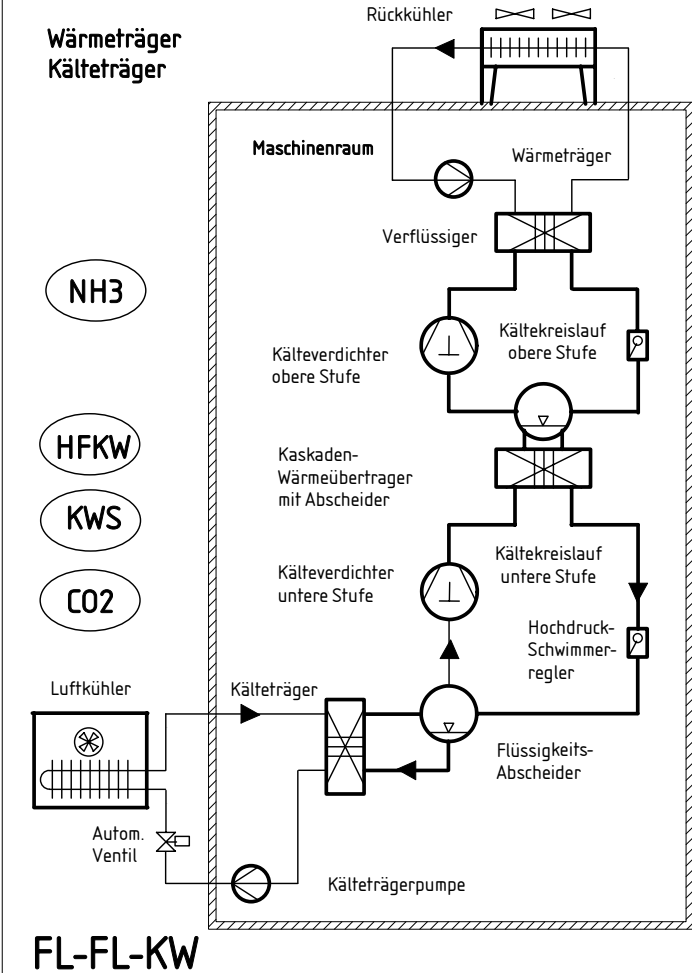 Rückkühler
Wärmeträger
Kälteträger
Maschinenraum
Wärmeträger
Verflüssiger
NH3
Kältekreislauf
obere Stufe
Kälteverdichter
obere Stufe
HFKW
Kaskaden-
Wärmeübertrager
mit Abscheider
KWS
Kältekreislauf
untere Stufe
Kälteverdichter
untere Stufe
CO2
Hochdruck-
Schwimmer-
regler
Luftkühler
Kälteträger
Flüssigkeits-
Abscheider
Autom.
Ventil
Kälteträgerpumpe
FL-FL-KW